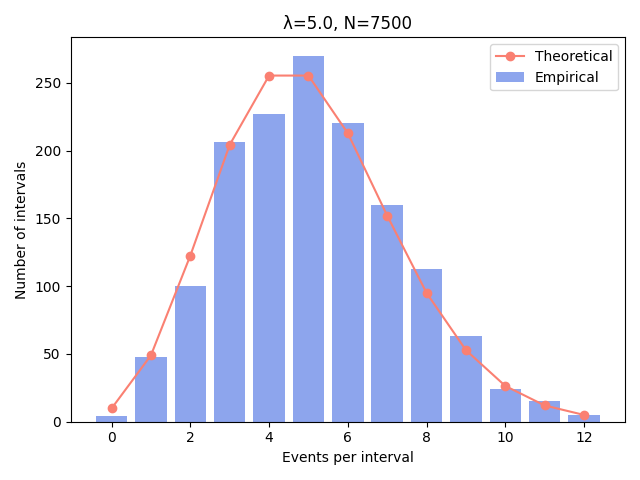 λ=5.0, N=7500
Number of intervals
250
200
150
100
50
0
0 2 4 6 8 10 12
Events per interval
Theoretical
Empirical